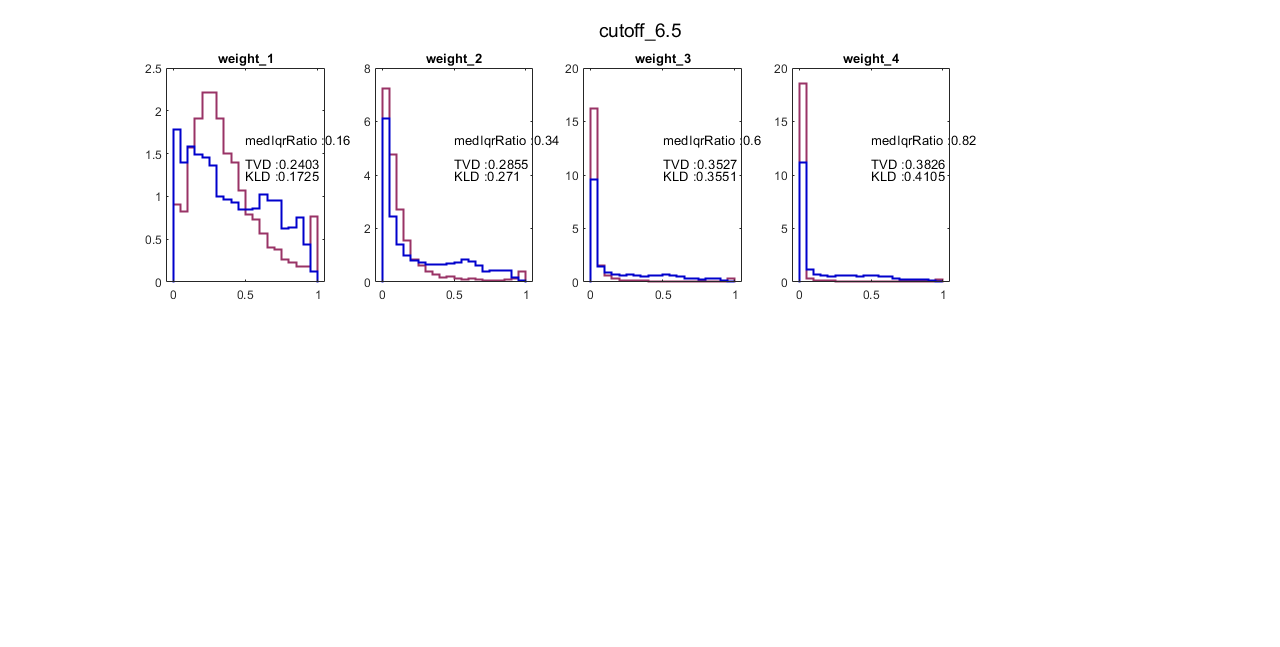 cutoff_6.5
weight_1
2.5
2
1.5
1
0.5
0
0
0.5
1
medIqrRatio :0.16
TVD :0.2403
KLD :0.1725
weight_2
8
6
4
2
0
0
0.5
1
medIqrRatio :0.34
TVD :0.2855
KLD :0.271
weight_3
20
15
10
5
0
0
0.5
1
medIqrRatio :0.6
TVD :0.3527
KLD :0.3551
weight_4
20
15
10
5
0
0
0.5
1
medIqrRatio :0.82
TVD :0.3826
KLD :0.4105